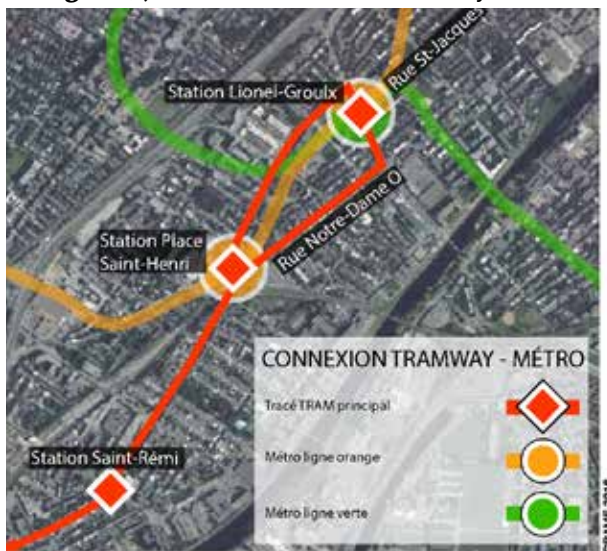 Station Lionel-Groulx
Rue St-Jacques
Station Place
Saint-Henri
Rue Notre-Dame O
CONNEXION TRAMWAY - MÉTRO
Tracé TRAM principal
Métro ligne orange
Métro ligne verte
Station Saint-Rémi